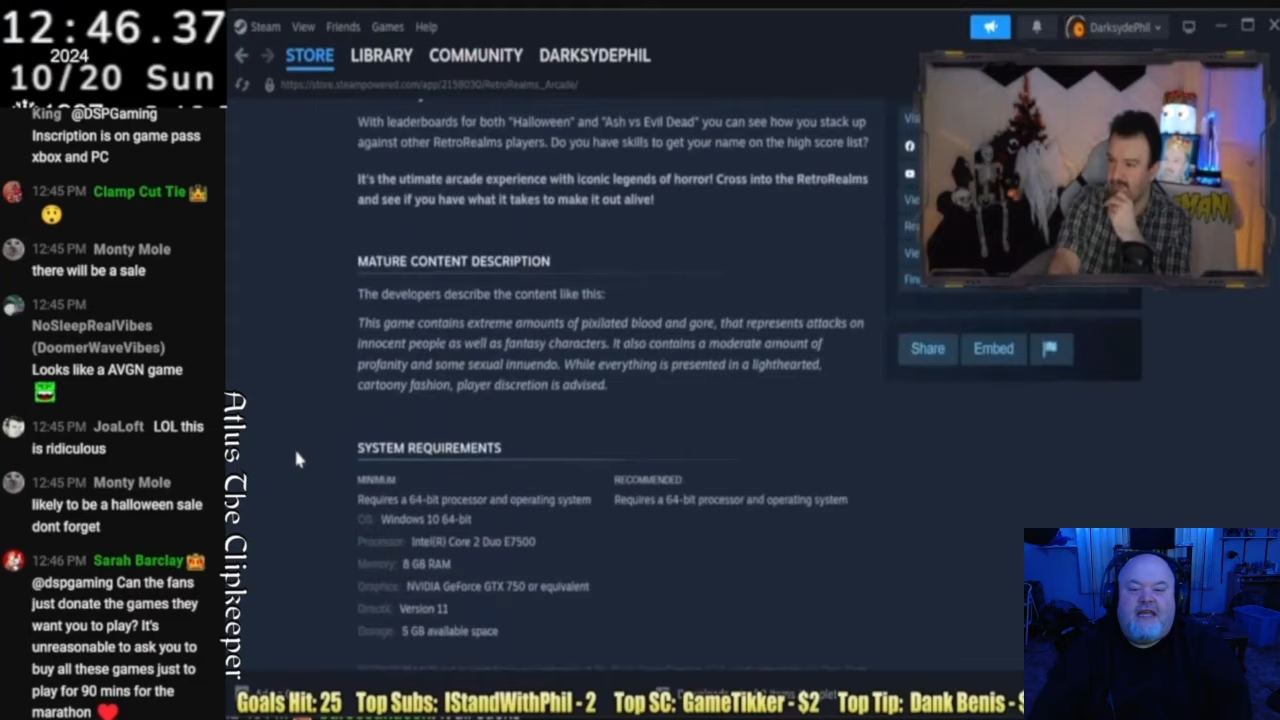 12:46.37
2024
10/20 Sun
King @DSPGaming
Inscription is on game pass
xbox and PC
12:45 PM Clamp Cut Tie
12:45 PM Monty Mole
there will be a sale
12:45 PM
NoSleepRealVibes
(DoomerWaveVibes)
Looks like a AVGN game
12:45 PM JoaLoft LOL this
is ridiculous
12:45 PM Monty Mole
likely to be a halloween sale
dont forget
12:46 PM Sarah Barclay
@dspgaming Can the fans
just donate the games they
want you to play? It's
unreasonable to ask you to
buy all these games just to
play for 90 mins for the
marathon
Atlus The Clipkeeper
Steam View Friends Games Help
DarksydePhil
STORE LIBRARY COMMUNITY DARKSYDEPHIL
https://store.steampowered.com/app/2158030/RetroRealms_Arcade/
With leaderboards for both "Halloween" and "Ash vs Evil Dead" you can see how you stack up
against other RetroRealms players. Do you have skills to get your name on the high score list?
It's the utimate arcade experience with iconic legends of horror! Cross into the RetroRealms
and see if you have what it takes to make it out alive!
MATURE CONTENT DESCRIPTION
The developers describe the content like this:
This game contains extreme amounts of pixilated blood and gore, that represents attacks on
innocent people as well as fantasy characters. It also contains a moderate amount of
profanity and some sexual innuendo. While everything is presented in a lighthearted,
cartoony fashion, player discretion is advised.
Share Embed
SYSTEM REQUIREMENTS
MINIMUM:
Requires a 64-bit processor and operating system
OS: Windows 10 64-bit
Processor: Intel(R) Core 2 Duo E7500
Memory: 8 GB RAM
Graphics: NVIDIA GeForce GTX 750 or equivalent
DirectX: Version 11
Storage: 5 GB available space
RECOMMENDED:
Requires a 64-bit processor and operating system
Goals Hit: 25 Top Subs: IStandWithPhil - 2 Top SC: GameTikker - $2 Top Tip: Dank Benis - $